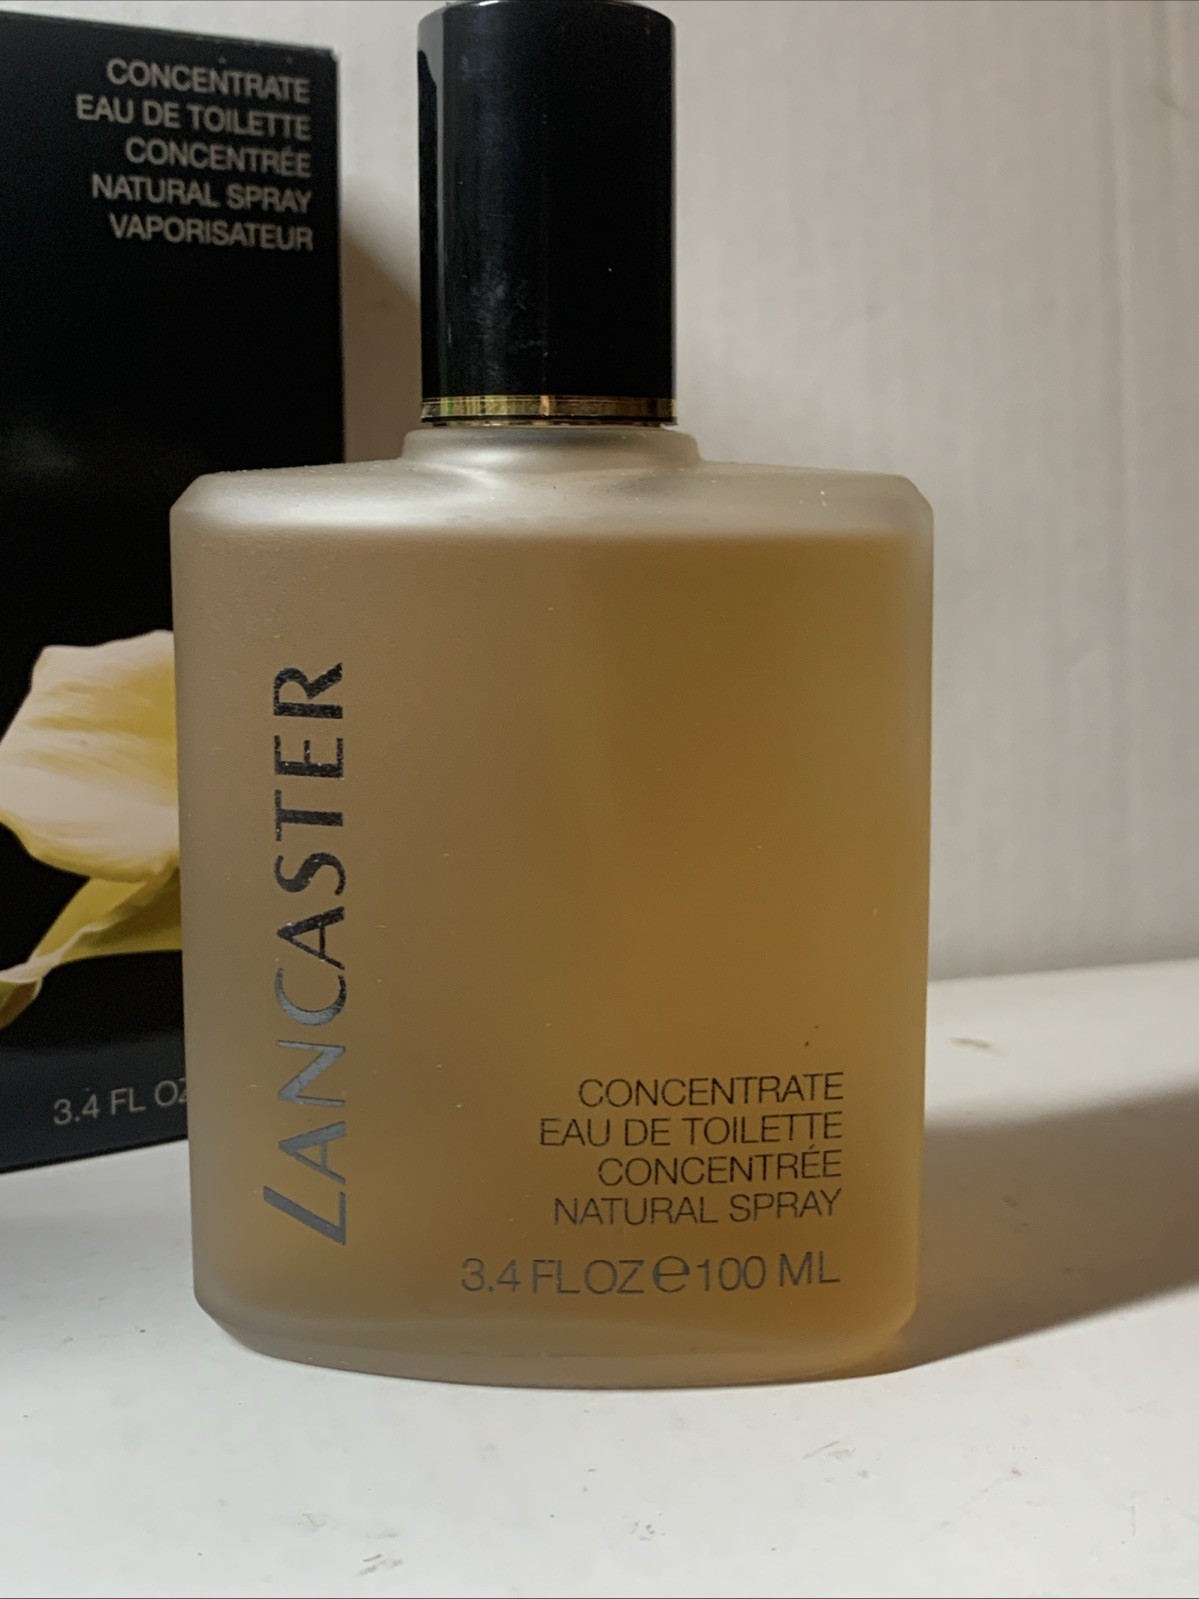 CONCENTRATE
EAU DE TOILETTE
CONCENTRÉE
NATURAL SPRAY
VAPORISATEUR
3.4 FL OZ
LANCASTER
CONCENTRATE
EAU DE TOILETTE
CONCENTRÉE
NATURAL SPRAY
3.4 FL OZ e 100 ML